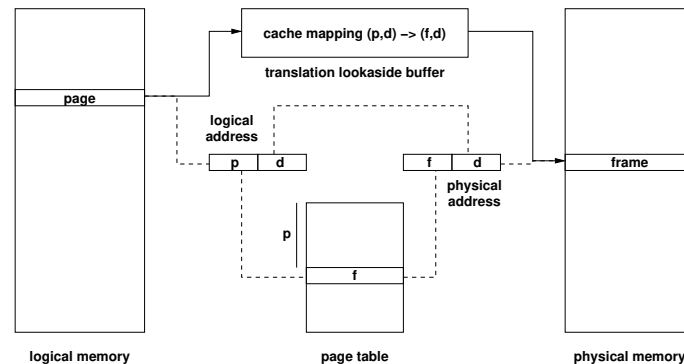 cache mapping (p,d) −> (f,d)
translation lookaside buffer
page
logical
address
p d
f d
frame
physical
address
p
f
logical memory
page table
physical memory